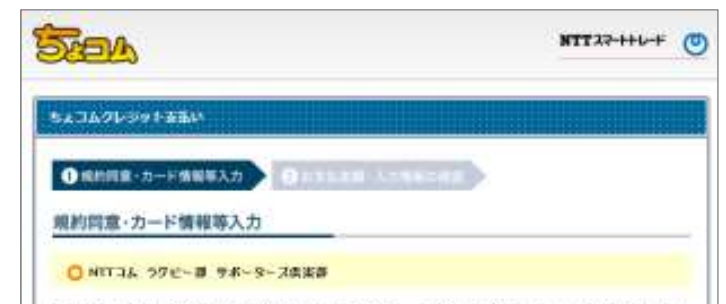 ちょコム
NTTスマートトレード
ちょコムクレジット支払い
1 規約同意・カード情報等入力
2
規約同意・カード情報等入力
NTTコム ラグビー部 サポーターズ倶楽部